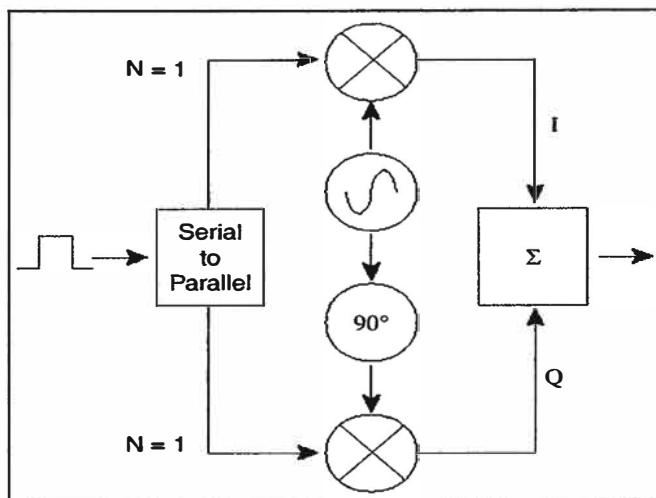 N = 1
I
Serial
to
Parallel
Σ
90°
Q
N = 1